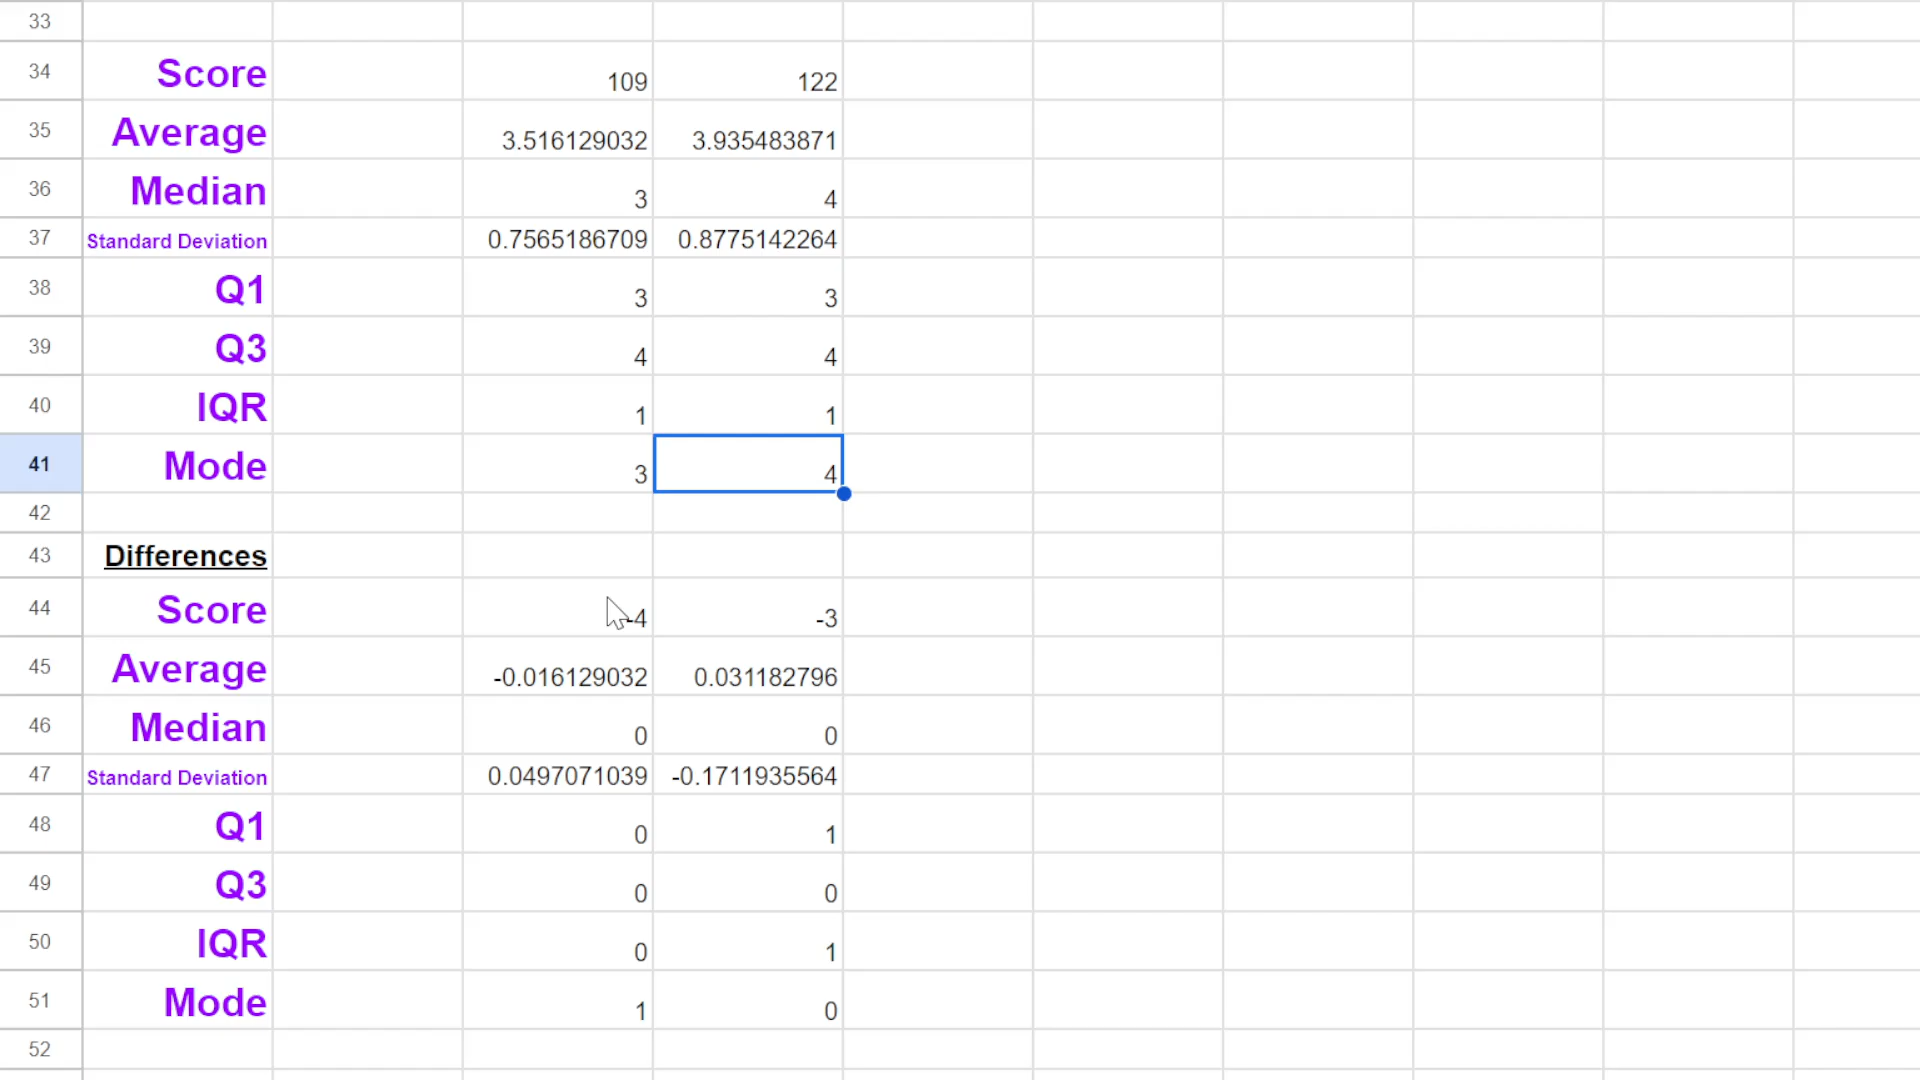 33
34 Score 109 122
35 Average 3.516129032 3.935483871
36 Median 3 4
37 Standard Deviation 0.7565186709 0.8775142264
38 Q1 3 3
39 Q3 4 4
40 IQR 1 1
41 Mode 3 4
42
43 Differences
44 Score -4 -3
45 Average -0.016129032 0.031182796
46 Median 0 0
47 Standard Deviation 0.0497071039 -0.1711935564
48 Q1 0 1
49 Q3 0 0
50 IQR 0 1
51 Mode 1 0
52